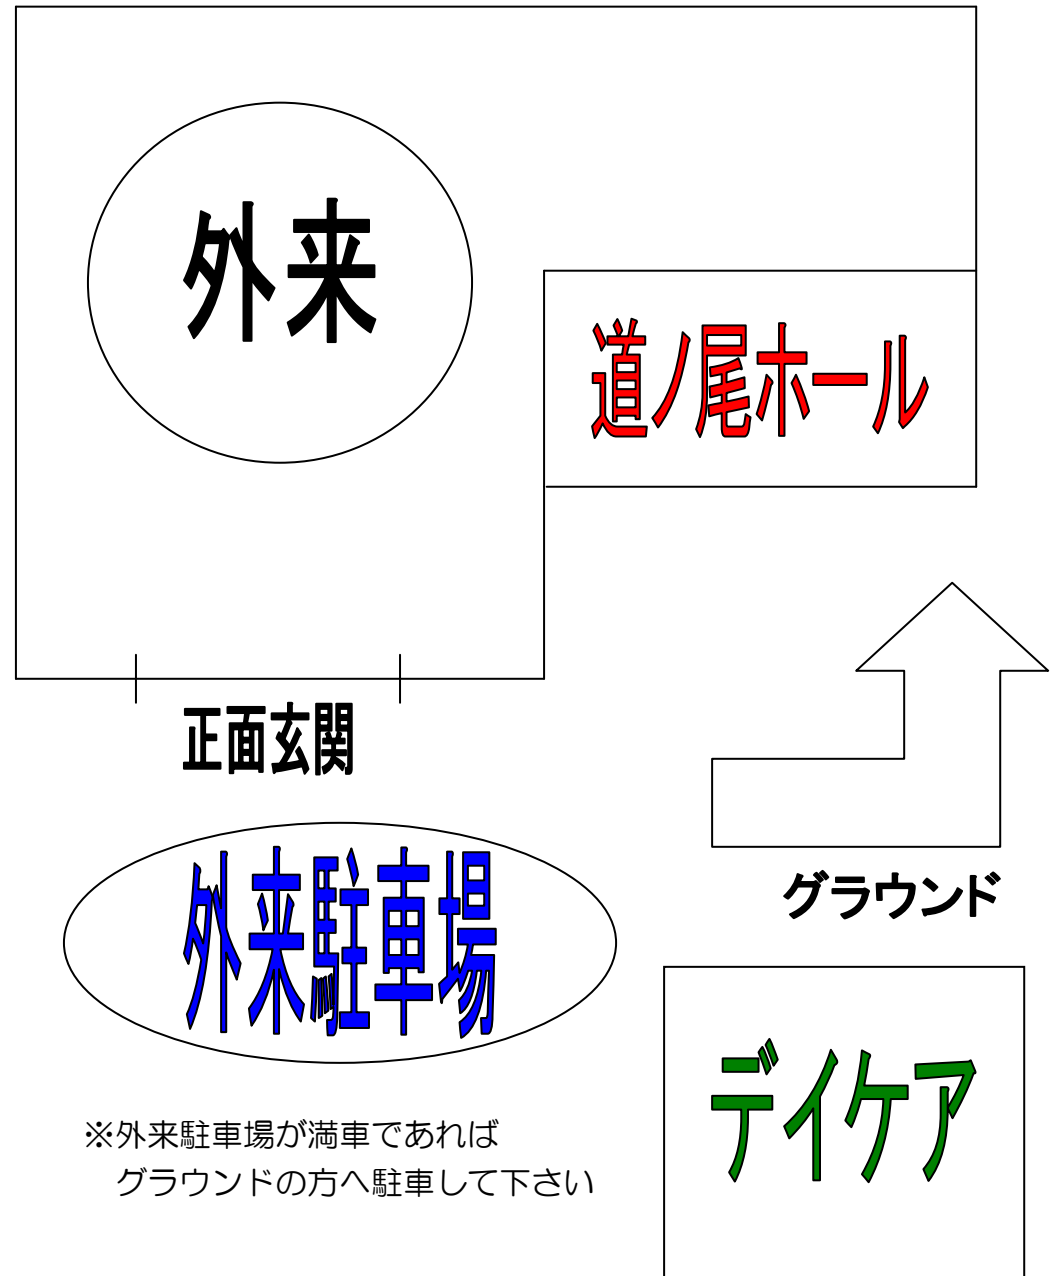 外来
道ノ尾ホール
正面玄関
外来駐車場
グラウンド
デイケア
※外来駐車場が満車であれば
グラウンドの方へ駐車して下さい